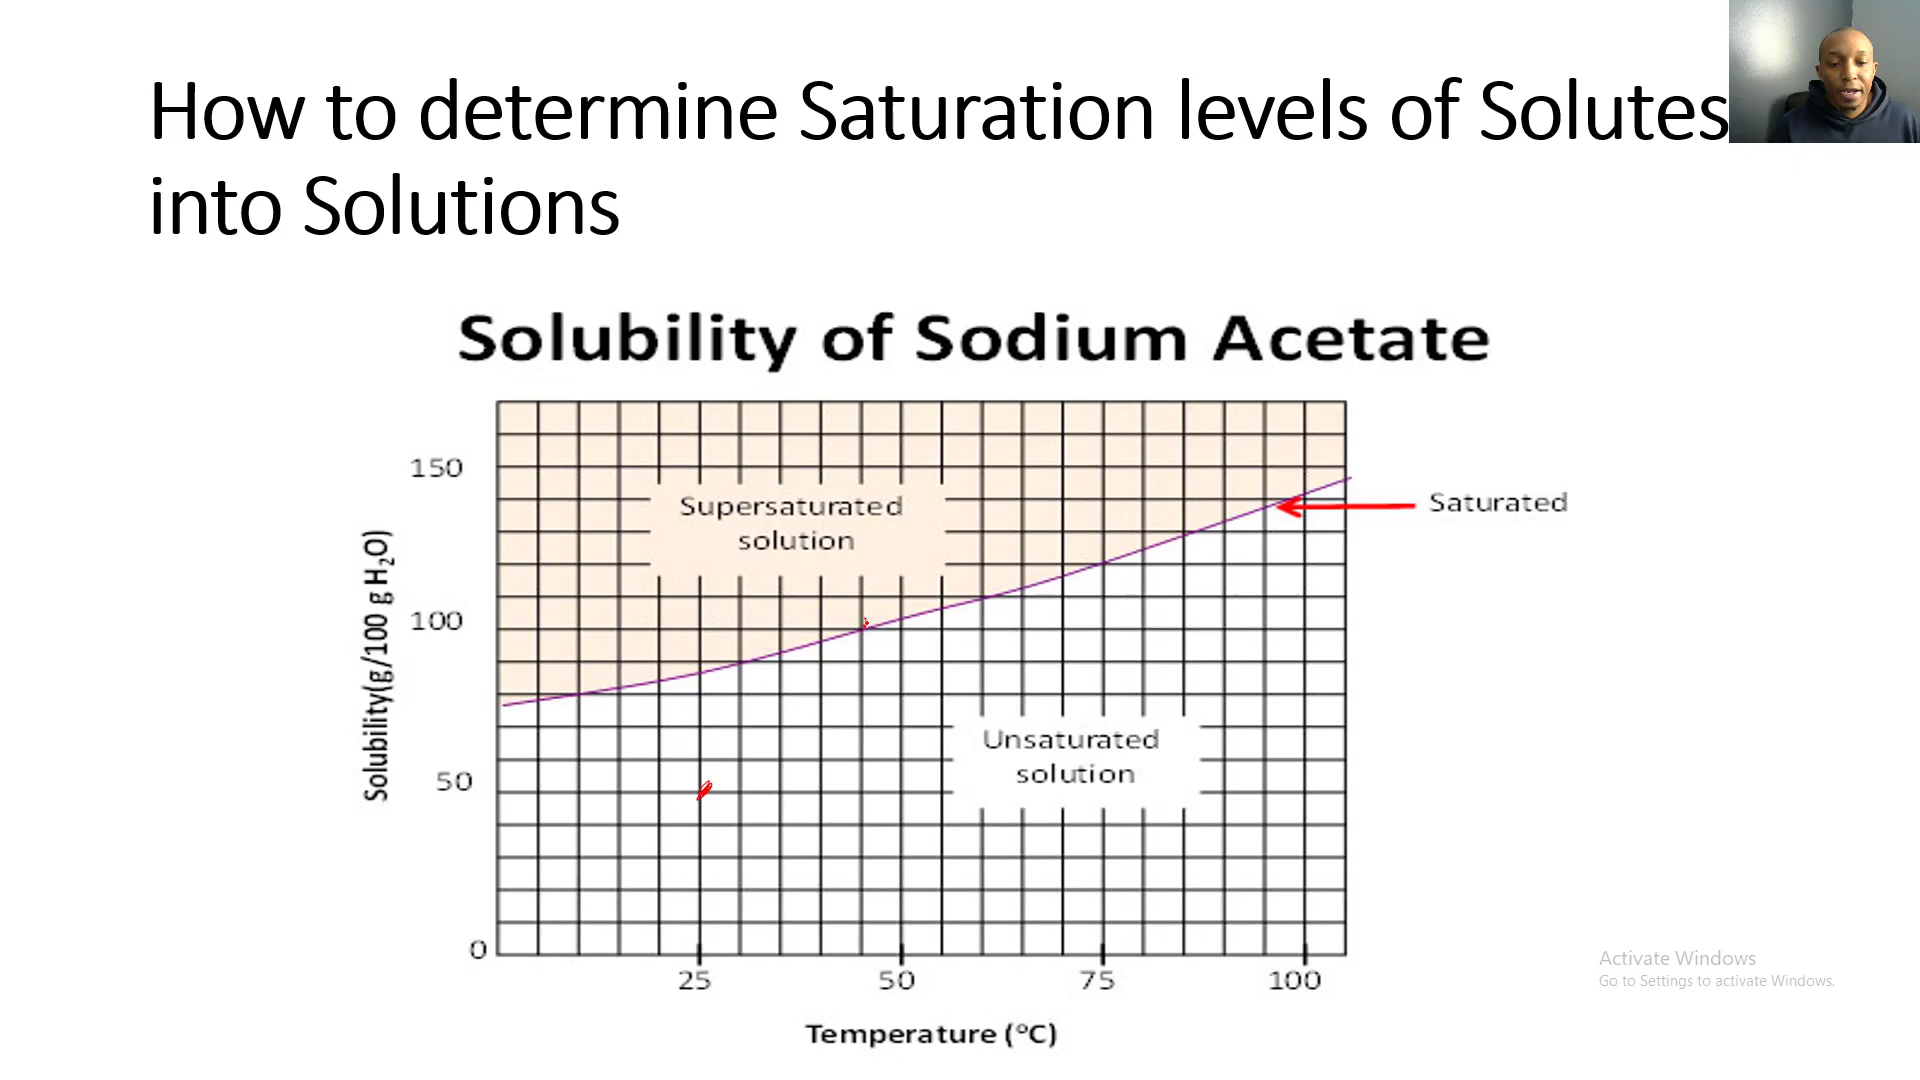 How to determine Saturation levels of Solutes
into Solutions
Solubility of Sodium Acetate
150
Supersaturated
solution
Saturated
Solubility(g/100 g H₂O)
100
Unsaturated
solution
50
0
25 50 75 100
Temperature (°C)
Activate Windows
Go to Settings to activate Windows.